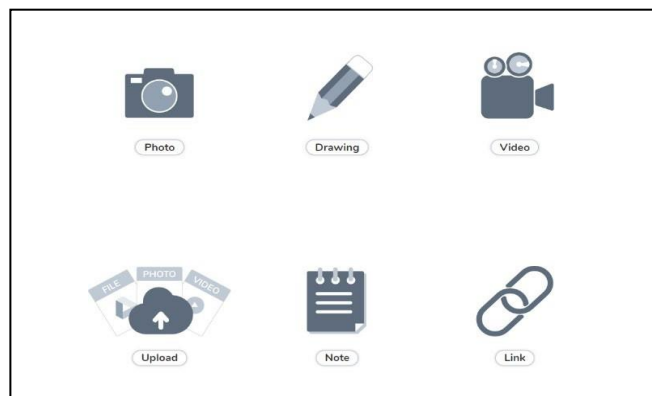 Photo
Drawing
Video
FILE
PHOTO
VIDEO
Upload
Note
Link